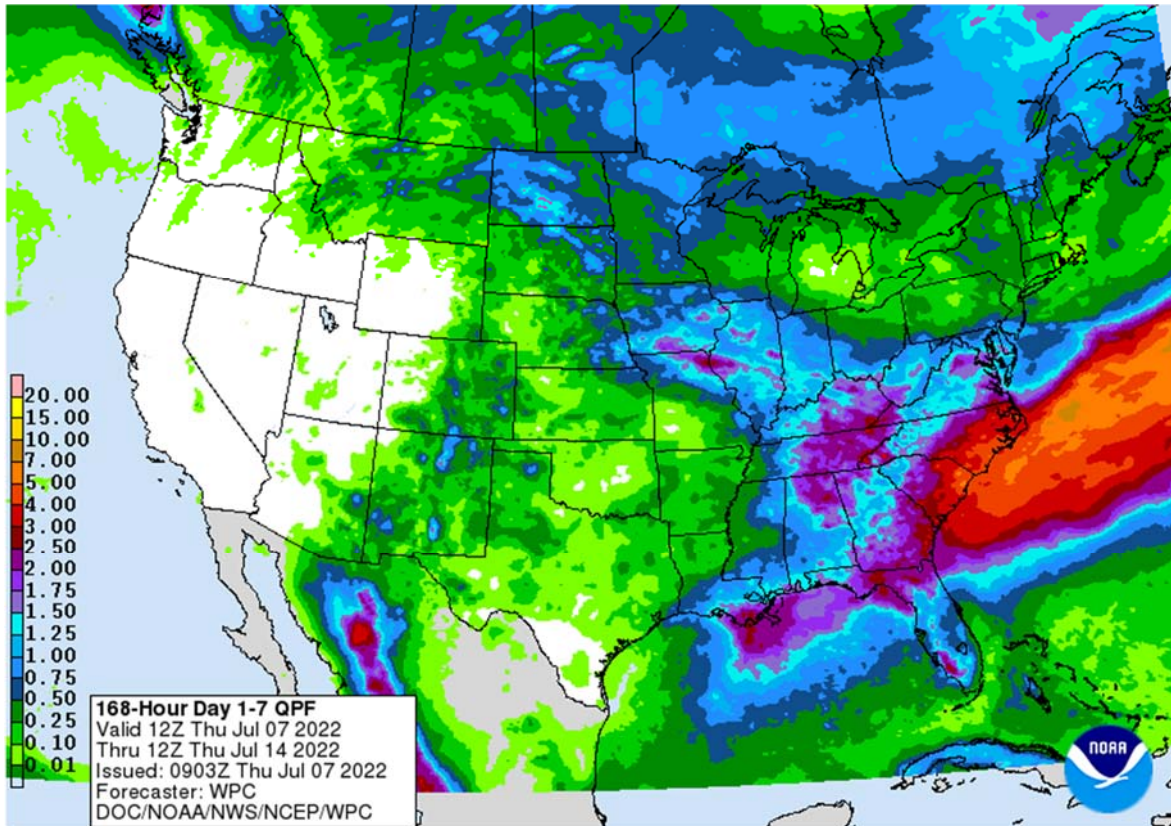 20.00
15.00
10.00
7.00
5.00
4.00
3.00
2.50
2.00
1.75
1.50
1.25
1.00
0.75
0.50
0.25
0.10
0.01
168-Hour Day 1-7 QPF
Valid 12Z Thu Jul 07 2022
Thru 12Z Thu Jul 14 2022
Issued: 0903Z Thu Jul 07 2022
Forecaster: WPC
DOC/NOAA/NWS/NCEP/WPC
NOAA